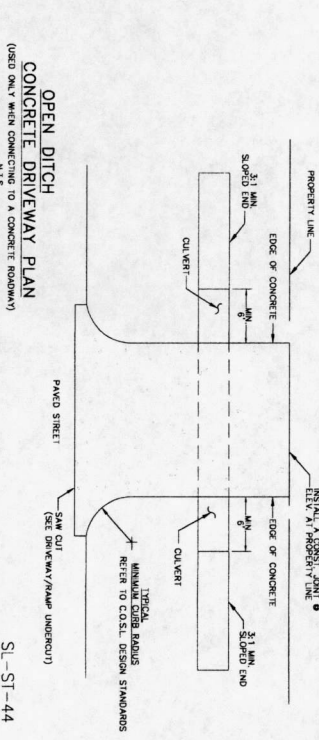 PROPERTY LINE
INSTALL A CONST. JOINT @
ELEV. AT PROPERTY LINE
EDGE OF CONCRETE
EDGE OF CONCRETE
3:1 MIN.
SLOPED END
MIN
6"
MIN
6"
3:1 MIN.
SLOPED END
CULVERT
CULVERT
TYPICAL
MINIMUM CURB RADIUS
REFER TO C.O.S.L. DESIGN STANDARDS
PAVED STREET
SAW CUT
(SEE DRIVEWAY/RAMP UNDERCUT)
OPEN DITCH
CONCRETE DRIVEWAY PLAN
(USED ONLY WHEN CONNECTING TO A CONCRETE ROADWAY)
N.T.S.
SL-ST-44